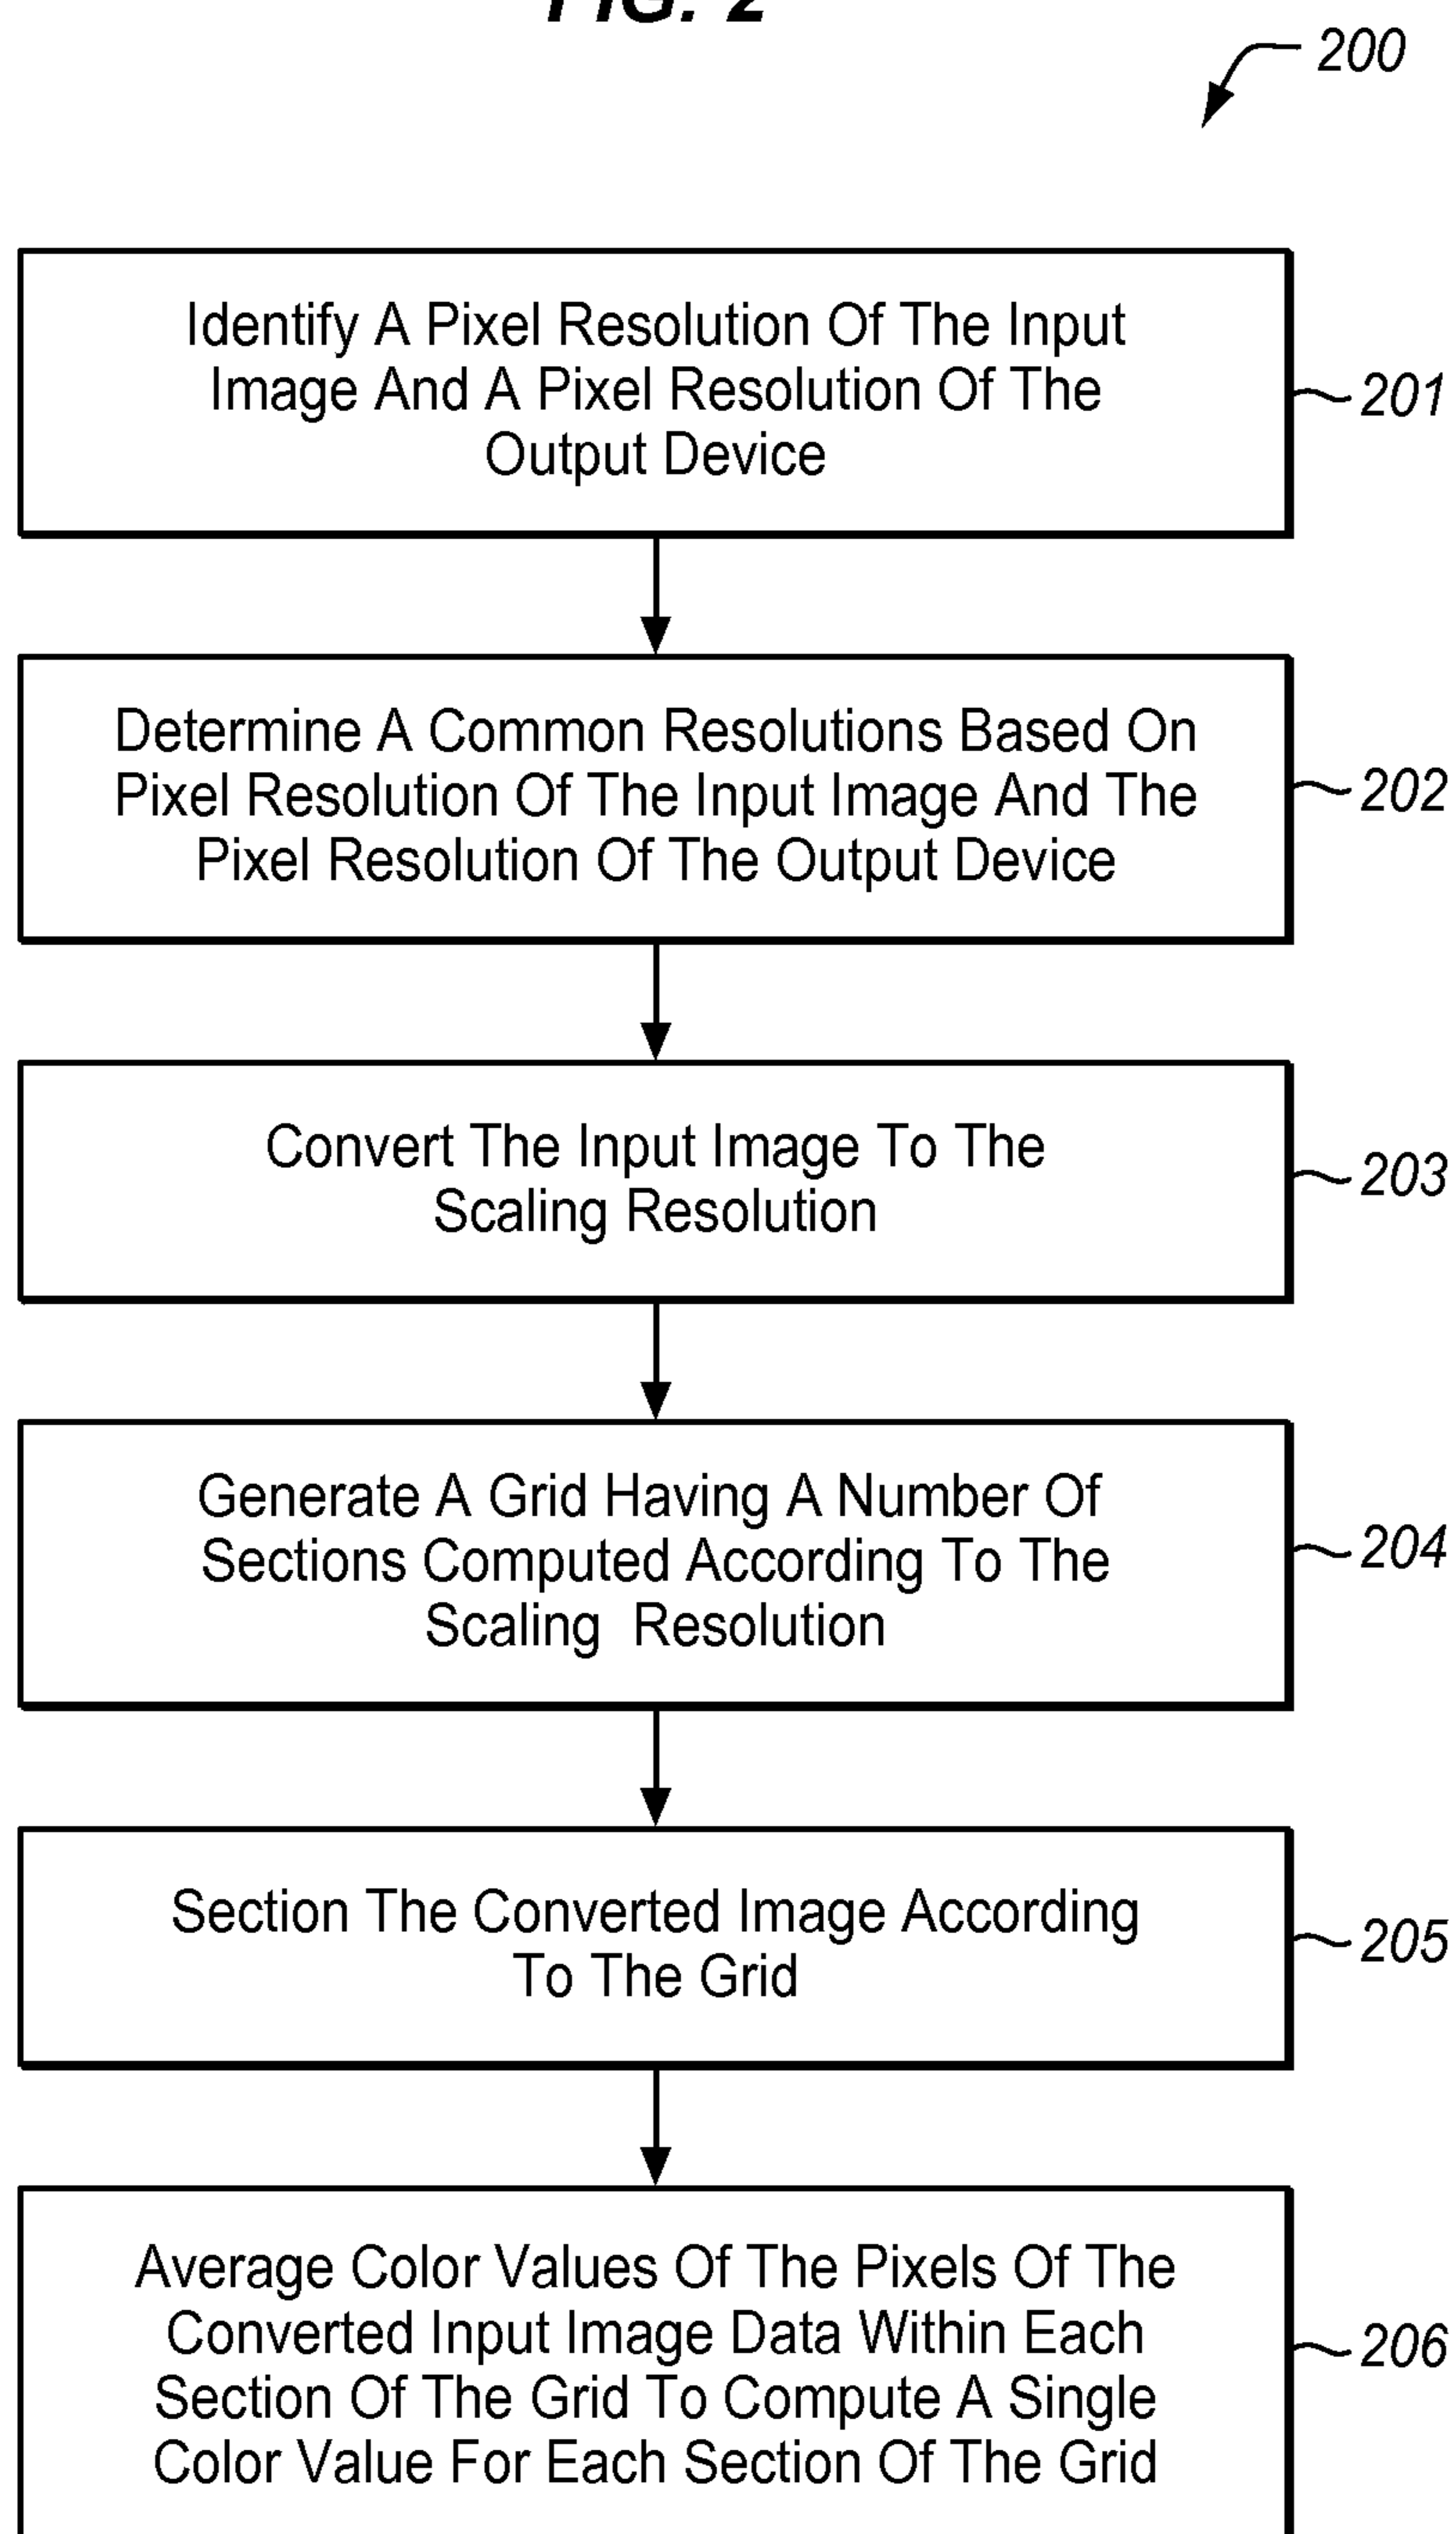 FIG. 2
200
Identify A Pixel Resolution Of The Input
Image And A Pixel Resolution Of The
Output Device
201
Determine A Common Resolutions Based On
Pixel Resolution Of The Input Image And The
Pixel Resolution Of The Output Device
202
Convert The Input Image To The
Scaling Resolution
203
Generate A Grid Having A Number Of
Sections Computed According To The
Scaling Resolution
204
Section The Converted Image According
To The Grid
205
Average Color Values Of The Pixels Of The
Converted Input Image Data Within Each
Section Of The Grid To Compute A Single
Color Value For Each Section Of The Grid
206